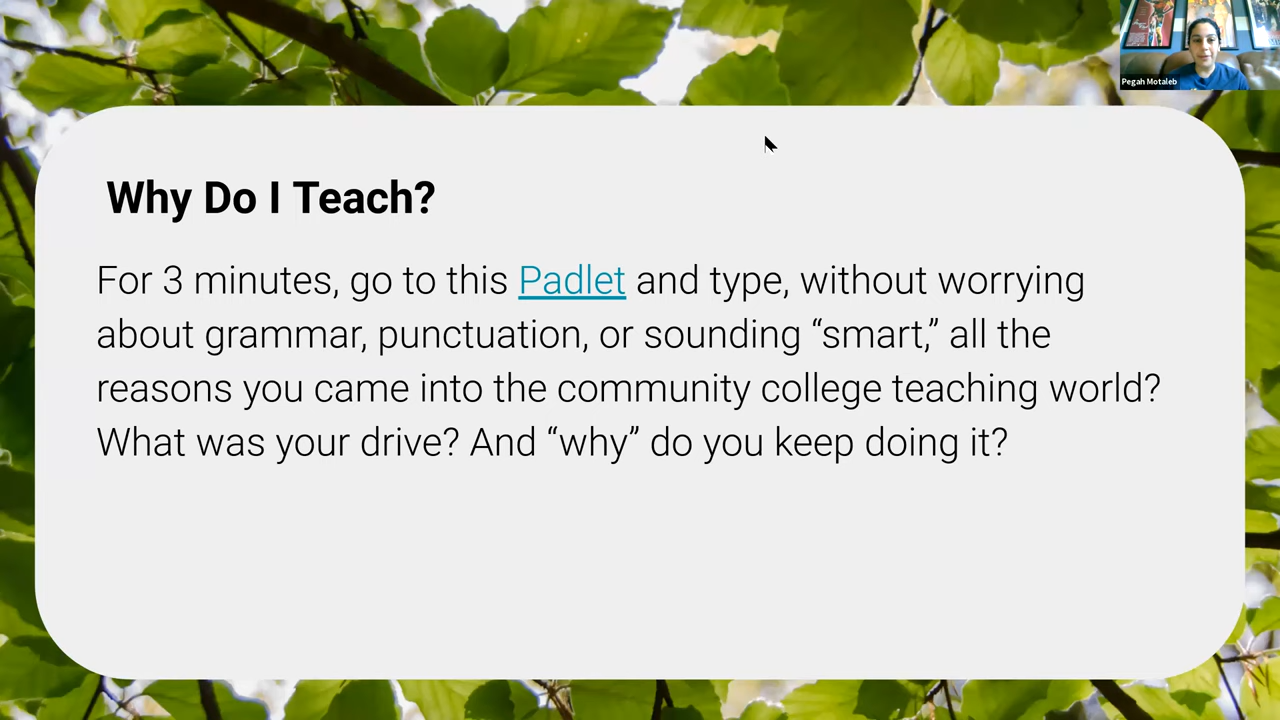 Pegah Motaleb
Why Do I Teach?
For 3 minutes, go to this Padlet and type, without worrying
about grammar, punctuation, or sounding “smart,” all the
reasons you came into the community college teaching world?
What was your drive? And “why” do you keep doing it?